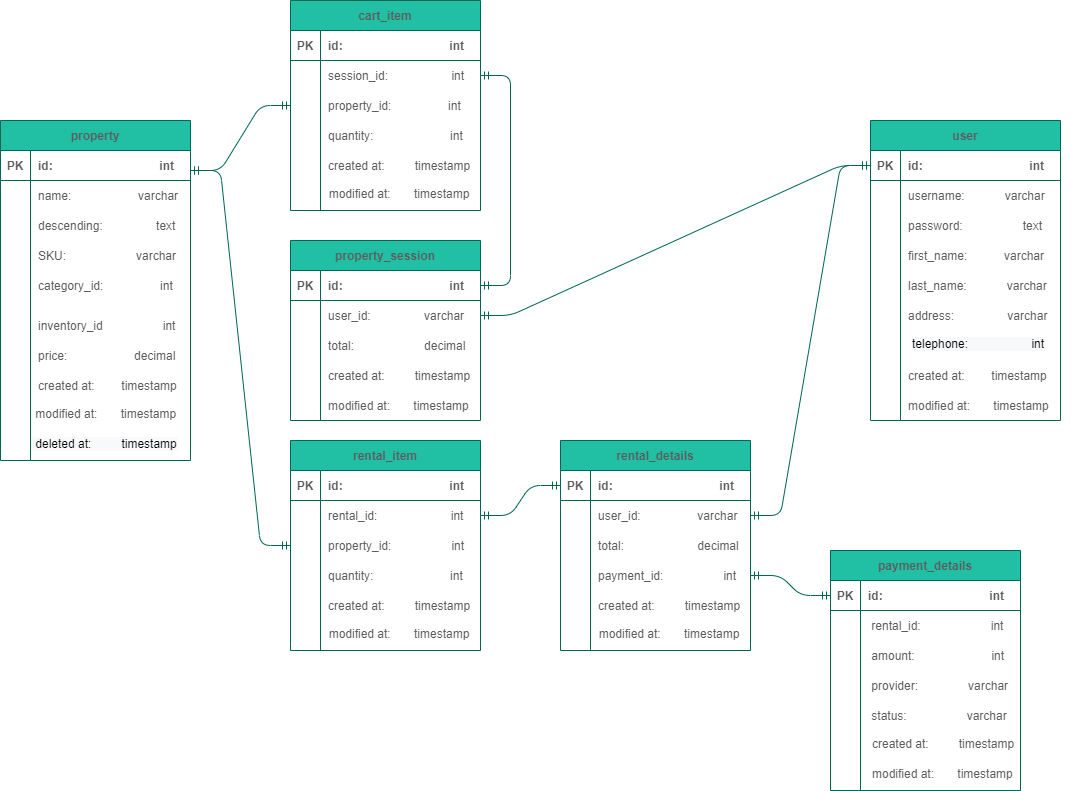 cart_item
PK id: int
session_id: int
property_id: int
quantity: int
created at: timestamp
modified at: timestamp
property
PK id: int
name: varchar
descending: text
SKU: varchar
category_id: int
inventory_id int
price: decimal
created at: timestamp
modified at: timestamp
deleted at: timestamp
property_session
PK id: int
user_id: varchar
total: decimal
created at: timestamp
modified at: timestamp
user
PK id: int
username: varchar
password: text
first_name: varchar
last_name: varchar
address: varchar
telephone: int
created at: timestamp
modified at: timestamp
rental_item
PK id: int
rental_id: int
property_id: int
quantity: int
created at: timestamp
modified at: timestamp
rental_details
PK id: int
user_id: varchar
total: decimal
payment_id: int
created at: timestamp
modified at: timestamp
payment_details
PK id: int
rental_id: int
amount: int
provider: varchar
status: varchar
created at: timestamp
modified at: timestamp